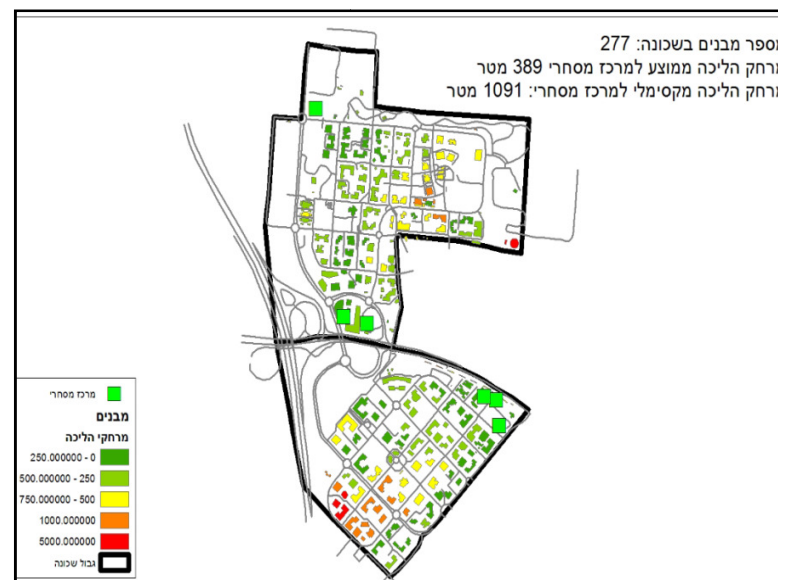 מספר מבנים בשכונה: 277
מרחק הליכה ממוצע למרכז מסחרי 389 מטר
מרחק הליכה מקסימלי למרכז מסחרי: 1091 מטר
מרכז מסחרי
מבנים
מרחקי הליכה
250.000000 - 0
500.000000 - 250
750.000000 - 500
1000.000000
5000.000000
גבול שכונה